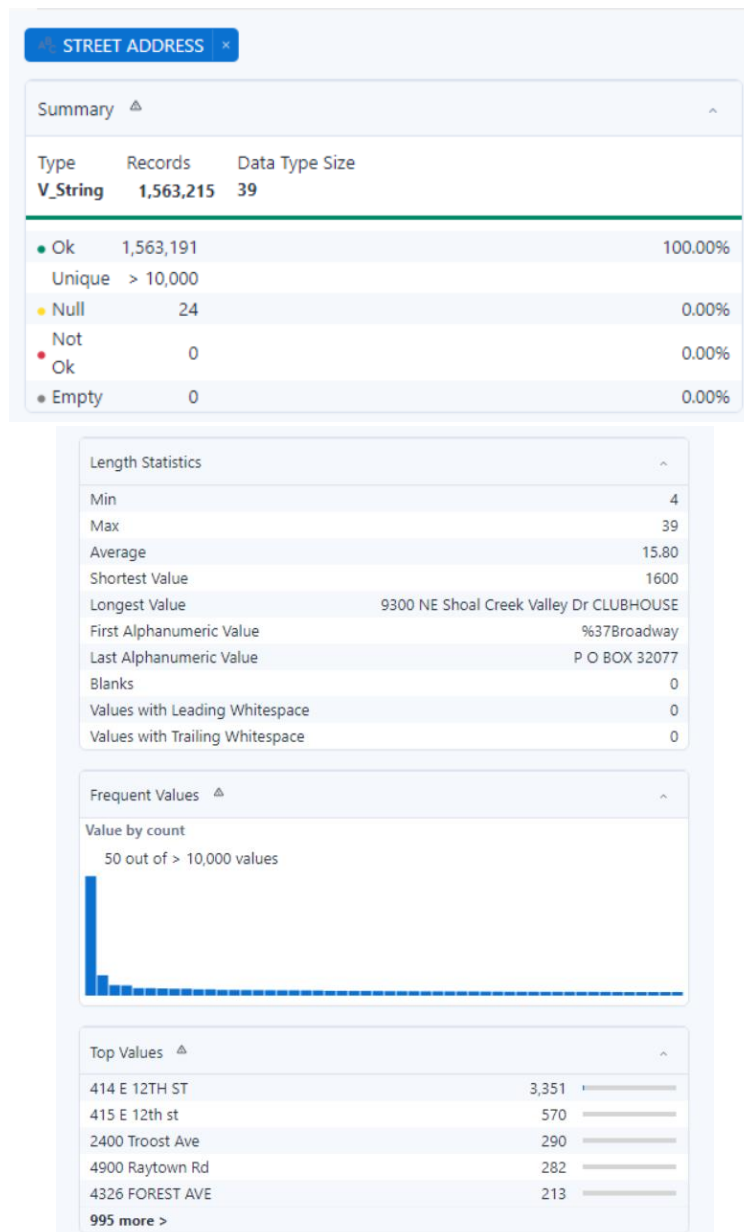 STREET ADDRESS ×
Summary
Type Records Data Type Size
V_String 1,563,215 39
Ok 1,563,191 100.00%
Unique > 10,000
Null 24 0.00%
Not
Ok 0 0.00%
Empty 0 0.00%
Length Statistics
Min 4
Max 39
Average 15.80
Shortest Value 1600
Longest Value 9300 NE Shoal Creek Valley Dr CLUBHOUSE
First Alphanumeric Value %37Broadway
Last Alphanumeric Value P O BOX 32077
Blanks 0
Values with Leading Whitespace 0
Values with Trailing Whitespace 0
Frequent Values
Value by count
50 out of > 10,000 values
Top Values
414 E 12TH ST 3,351
415 E 12th st 570
2400 Troost Ave 290
4900 Raytown Rd 282
4326 FOREST AVE 213
995 more >